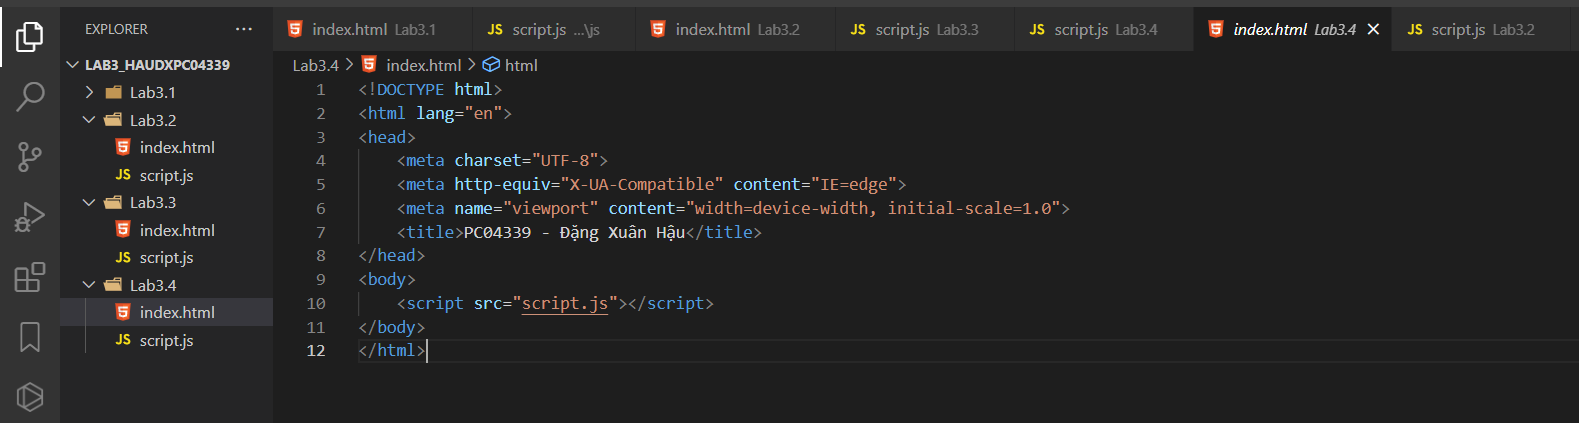 EXPLORER ···
LAB3_HAUDXPC04339
Lab3.1
Lab3.2
index.html
JS script.js
Lab3.3
index.html
JS script.js
Lab3.4
index.html
JS script.js
index.html Lab3.1
JS script.js ...\js
index.html Lab3.2
JS script.js Lab3.3
JS script.js Lab3.4
index.html Lab3.4
JS script.js Lab3.2
Lab3.4 > index.html > html
1 <!DOCTYPE html>
2 <html lang="en">
3 <head>
4 <meta charset="UTF-8">
5 <meta http-equiv="X-UA-Compatible" content="IE=edge">
6 <meta name="viewport" content="width=device-width, initial-scale=1.0">
7 <title>PC04339 - Đặng Xuân Hậu</title>
8 </head>
9 <body>
10 <script src="script.js"></script>
11 </body>
12 </html>